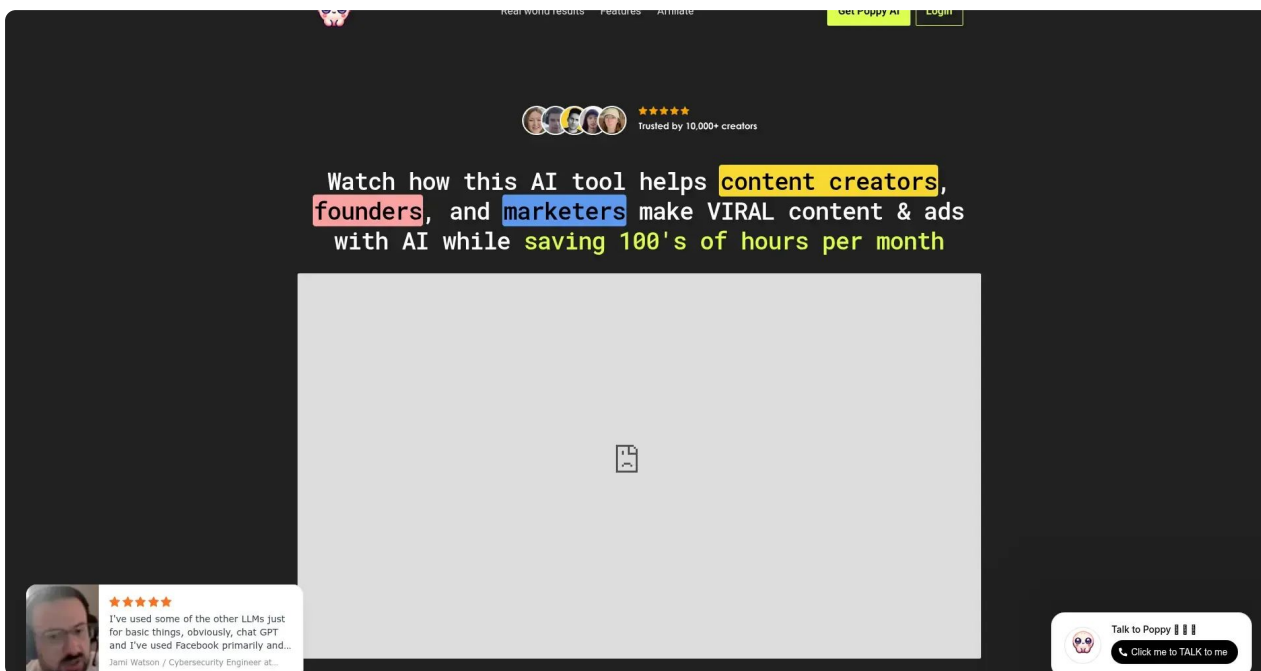 Real world results Features Affiliate
Get Poppy AI Login
Trusted by 10,000+ creators
Watch how this AI tool helps content creators,
founders, and marketers make VIRAL content & ads
with AI while saving 100's of hours per month
I've used some of the other LLMs just
for basic things, obviously, chat GPT
and I've used Facebook primarily and...
Jami Watson / Cybersecurity Engineer at...
Talk to Poppy
Click me to TALK to me